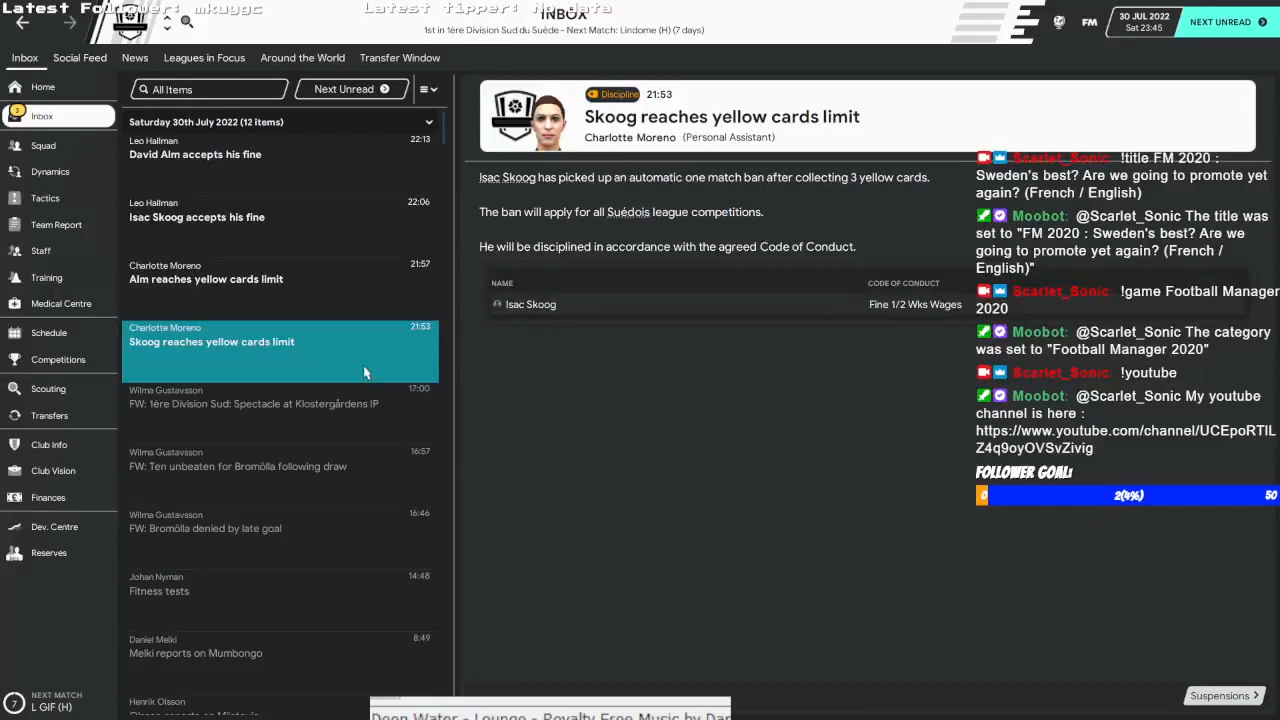 Latest Follower: mkuygc
Latest tipper: No data
INBOX
1st in 1ère Division Sud du Suède - Next Match: Lindome (H) (7 days)
FM
30 JUL 2022
Sat 23:45
NEXT UNREAD
Inbox
Social Feed
News
Leagues in Focus
Around the World
Transfer Window
Home
3
Inbox
Squad
Dynamics
Tactics
Team Report
Staff
Training
Medical Centre
Schedule
Competitions
Scouting
Transfers
Club Info
Club Vision
Finances
Dev. Centre
Reserves
7
NEXT MATCH
L GIF (H)
All Items
Next Unread
Saturday 30th July 2022 (12 items)
Leo Hallman 22:13
David Alm accepts his fine
Leo Hallman 22:06
Isac Skoog accepts his fine
Charlotte Moreno 21:57
Alm reaches yellow cards limit
Charlotte Moreno 21:53
Skoog reaches yellow cards limit
Wilma Gustavsson 17:00
FW: 1ère Division Sud: Spectacle at Klostergårdens IP
Wilma Gustavsson 16:57
FW: Ten unbeaten for Bromölla following draw
Wilma Gustavsson 16:46
FW: Bromölla denied by late goal
Johan Nyman 14:48
Fitness tests
Daniel Melki 8:49
Melki reports on Mumbongo
Henrik Olsson
Discipline 21:53
Skoog reaches yellow cards limit
Charlotte Moreno (Personal Assistant)
Isac Skoog has picked up an automatic one match ban after collecting 3 yellow cards.
The ban will apply for all Suédois league competitions.
He will be disciplined in accordance with the agreed Code of Conduct.
NAME CODE OF CONDUCT
Isac Skoog Fine 1/2 Wks Wages
Scarlet_Sonic: !title FM 2020 :
Sweden's best? Are we going to promote yet
again? (French / English)
Moobot: @Scarlet_Sonic The title was
set to "FM 2020 : Sweden's best? Are we
going to promote yet again? (French /
English)"
Scarlet_Sonic: !game Football Manager
2020
Moobot: @Scarlet_Sonic The category
was set to "Football Manager 2020"
Scarlet_Sonic: !youtube
Moobot: @Scarlet_Sonic My youtube
channel is here :
https://www.youtube.com/channel/UCEpoRTIL
Z4q9oyOVSvZivig
FOLLOWER GOAL:
0 2(4%) 50
Suspensions
Deep Water - Lounge - Royalty Free Music by Dar